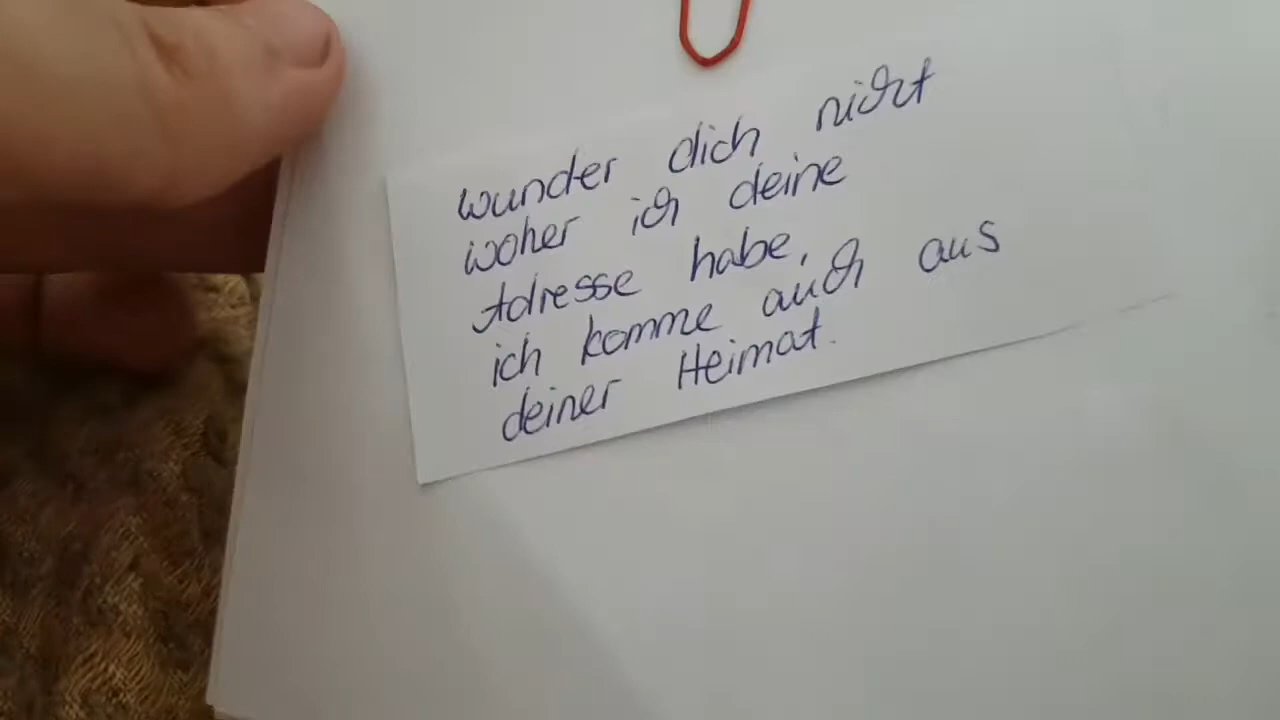 wunder dich nicht
woher ich deine
Adresse habe,
ich komme auch aus
deiner Heimat.